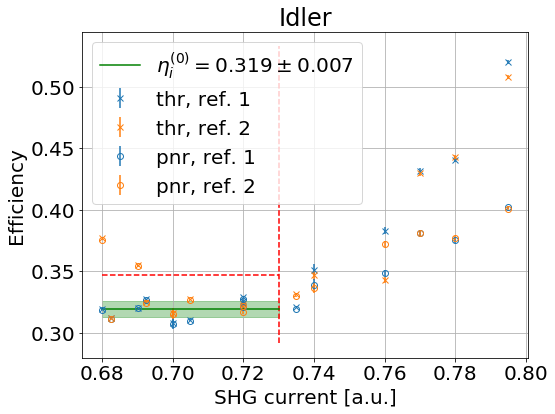 Idler
η_i^(0) = 0.319 ± 0.007
thr, ref. 1
thr, ref. 2
pnr, ref. 1
pnr, ref. 2
Efficiency
0.50
0.45
0.40
0.35
0.30
0.68 0.70 0.72 0.74 0.76 0.78 0.80
SHG current [a.u.]